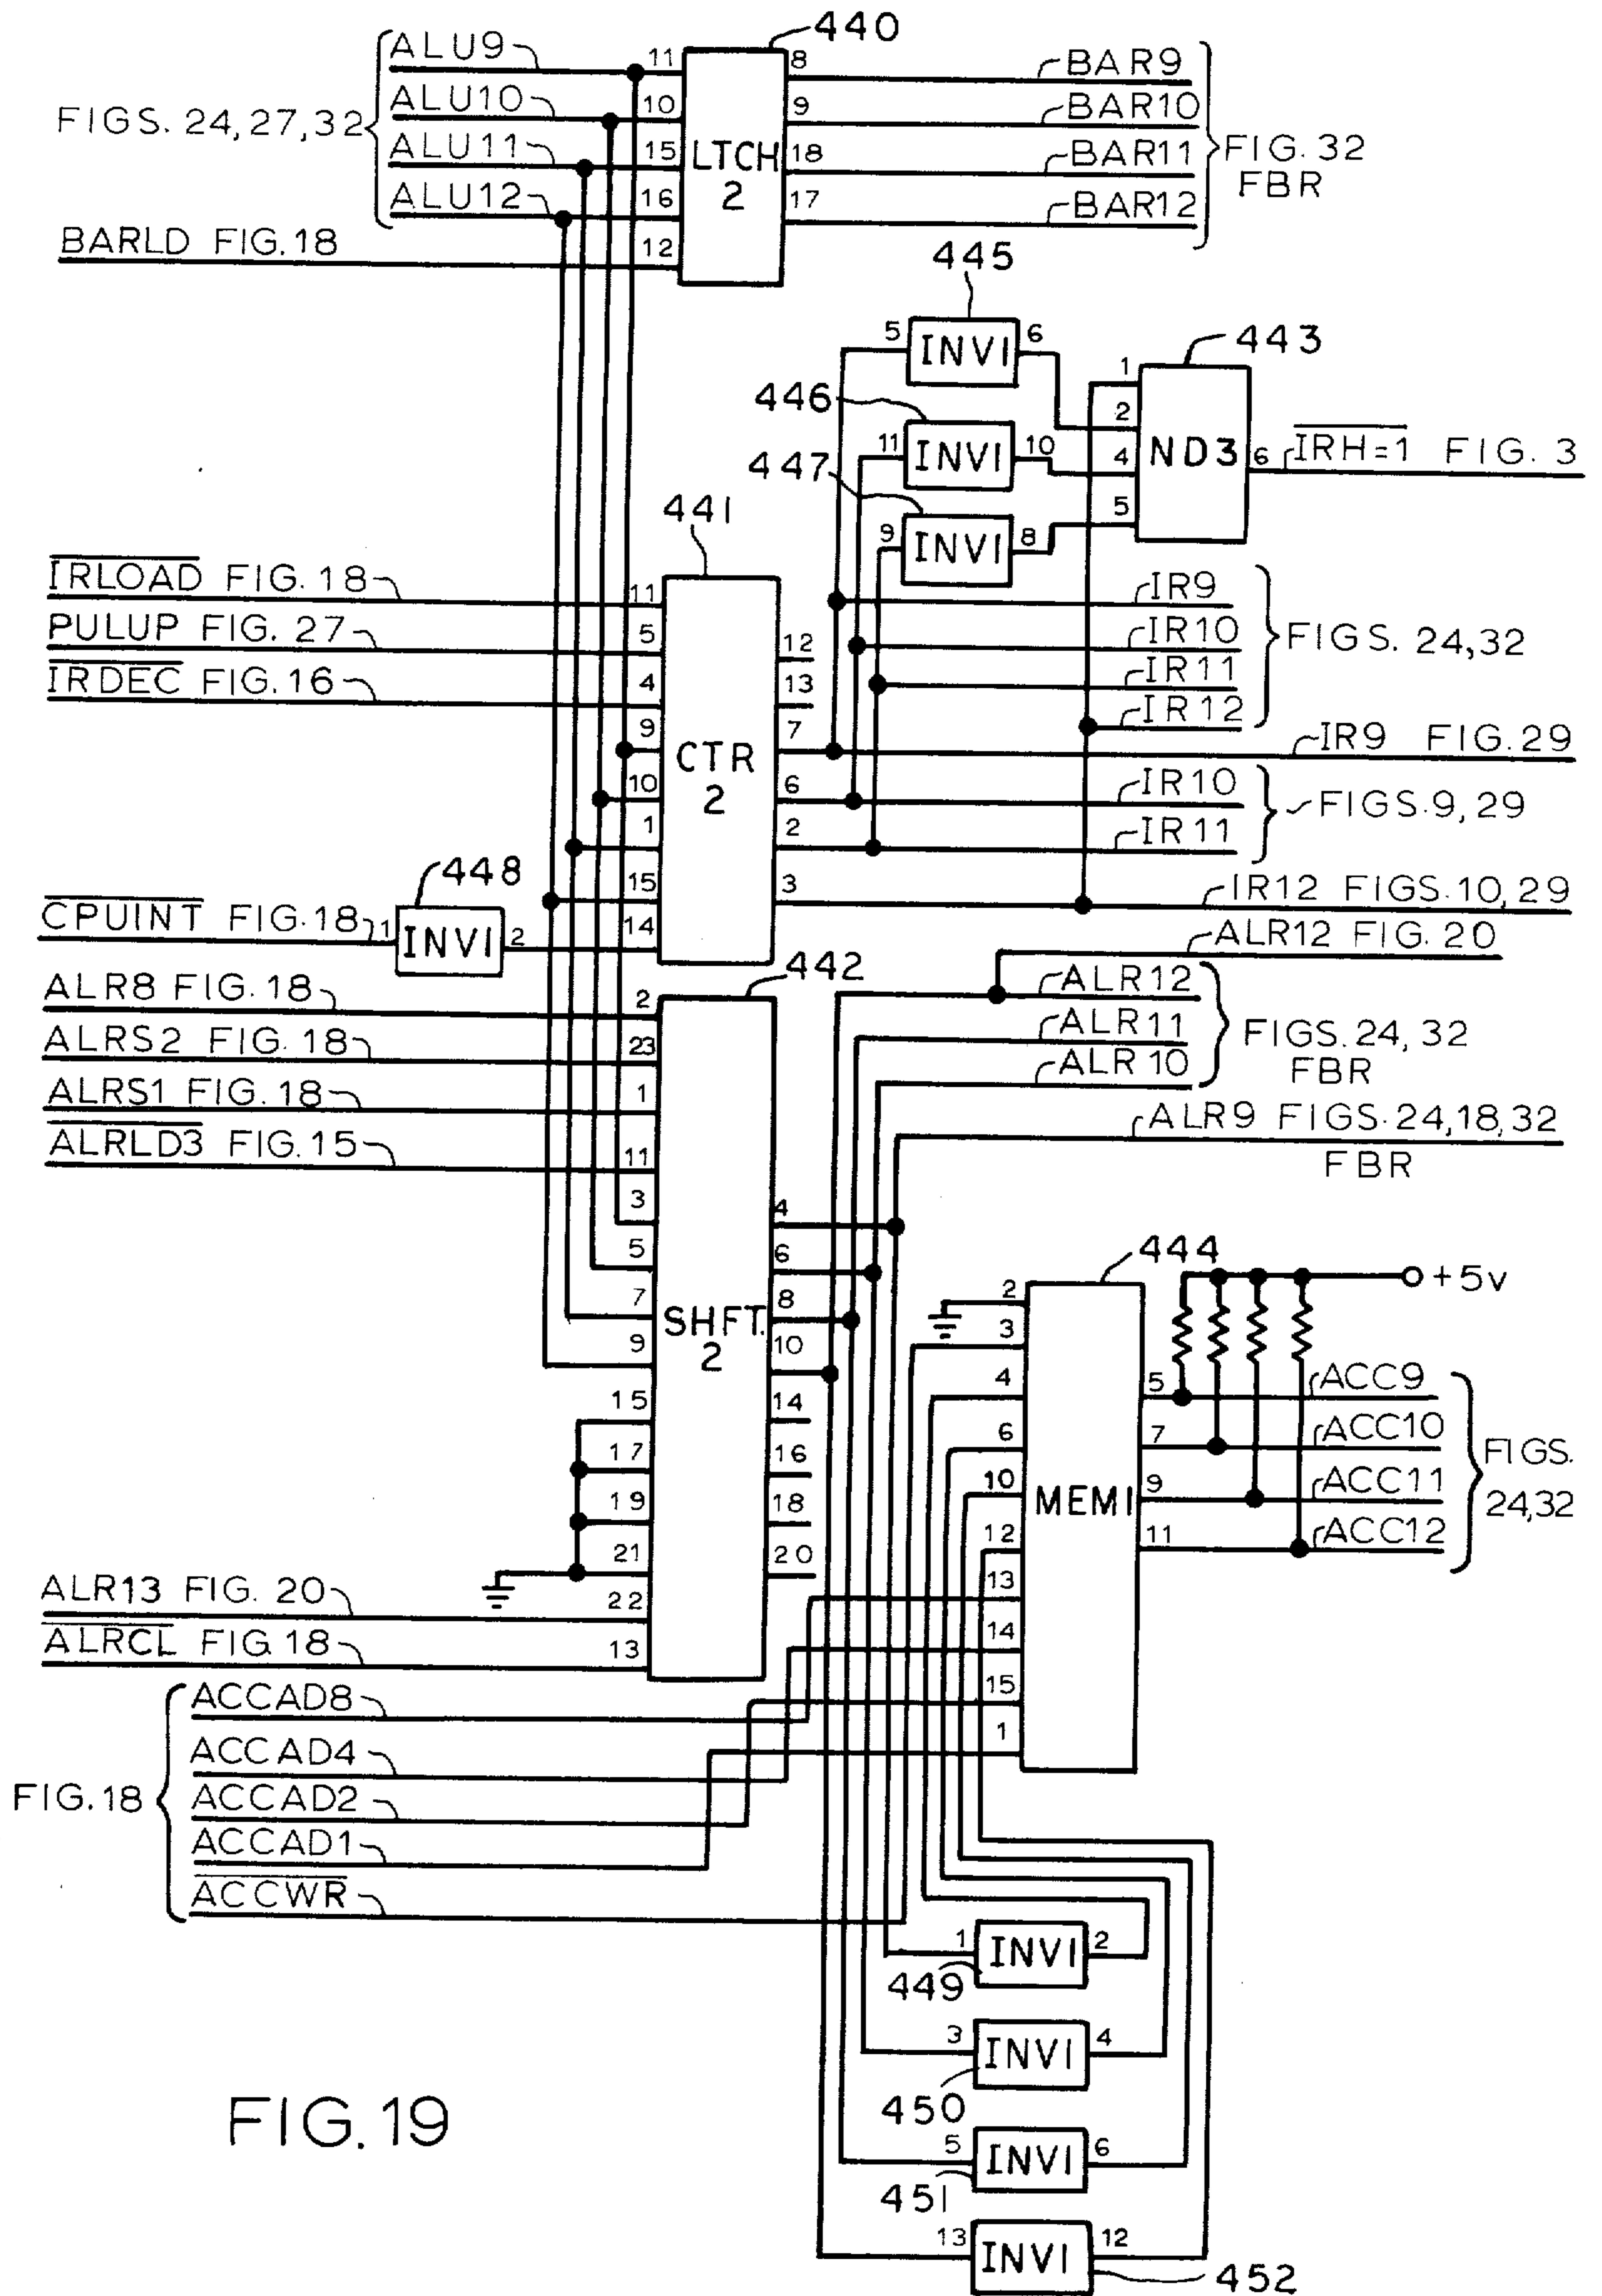 440
ALU9
11
8
BAR9
ALU10
10
9
BAR10
FIGS. 24,27,32
ALU11
15
LTCH
2
18
BAR11
FIG. 32
FBR
ALU12
16
17
BAR12
BARLD FIG.18
12
445
5
INV1
6
443
1
446
2
11
INV1
10
4
ND3
6
IRH=1 FIG. 3
447
5
9
INV1
8
441
IRLOAD FIG. 18
11
IR9
PULUP FIG. 27
5
12
IR10
FIGS. 24,32
IRDEC FIG.16
4
13
IR11
IR12
9
CTR
2
7
IR9 FIG.29
10
6
IR10
FIGS.9,29
1
2
IR11
448
15
3
IR12 FIGS.10,29
CPUINT FIG.18
1
INV1
2
14
ALR12 FIG.20
442
ALR8 FIG.18
2
ALR12
ALRS2 FIG.18
23
ALR11
FIGS.24,32
FBR
ALRS1 FIG.18
1
ALR10
ALRLD3 FIG.15
11
ALR9 FIGS.24,18,32
FBR
3
4
5
6
444
+5v
7
SHFT.
2
8
2
3
9
10
4
5
ACC9
15
14
6
7
ACC10
FIGS.
24,32
17
16
10
MEM1
9
ACC11
19
18
12
11
ACC12
21
20
13
ALR13 FIG.20
22
14
ALRCL FIG.18
13
15
ACCAD8
1
ACCAD4
FIG.18
ACCAD2
ACCAD1
ACCWR
1
INV1
2
449
3
INV1
4
450
FIG.19
5
INV1
6
451
13
INV1
12
452